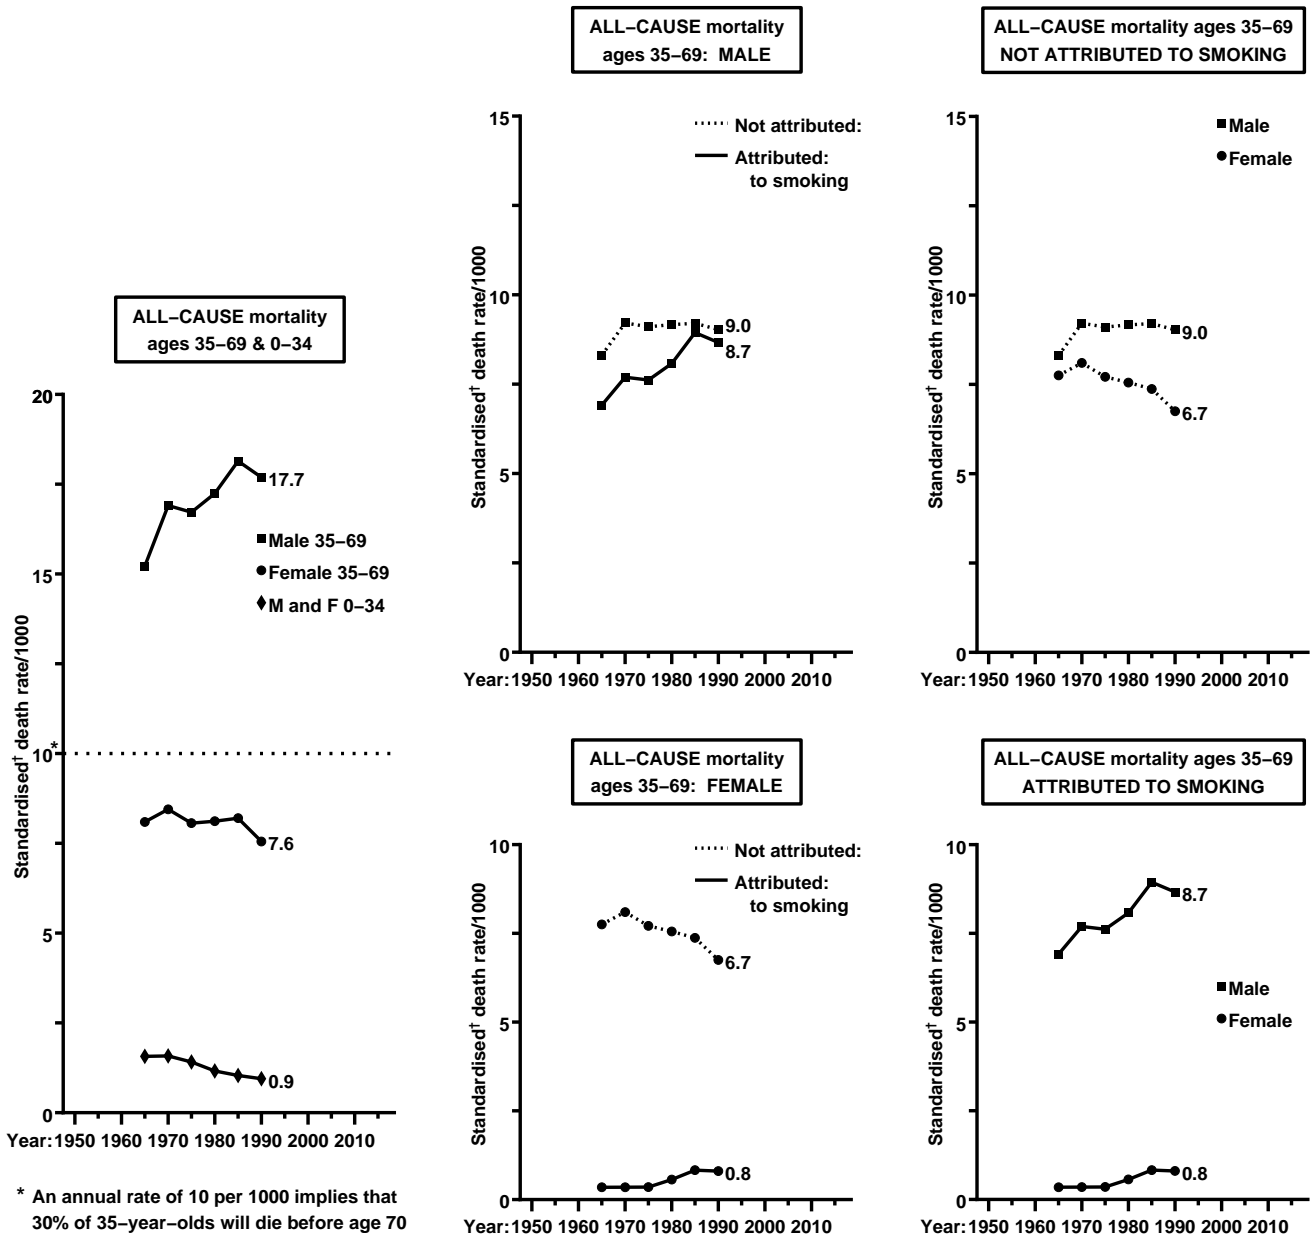 ALL–CAUSE mortality
ages 35–69 & 0–34
20
15
10*
5
0
Standardised† death rate/1000
17.7
Male 35–69
Female 35–69
M and F 0–34
7.6
0.9
Year: 1950 1960 1970 1980 1990 2000 2010
* An annual rate of 10 per 1000 implies that
30% of 35–year–olds will die before age 70
ALL–CAUSE mortality
ages 35–69: MALE
15
10
5
0
Standardised† death rate/1000
Not attributed:
Attributed:
to smoking
9.0
8.7
Year: 1950 1960 1970 1980 1990 2000 2010
ALL–CAUSE mortality ages 35–69
NOT ATTRIBUTED TO SMOKING
15
10
5
0
Standardised† death rate/1000
Male
Female
9.0
6.7
Year: 1950 1960 1970 1980 1990 2000 2010
ALL–CAUSE mortality
ages 35–69: FEMALE
10
5
0
Standardised† death rate/1000
Not attributed:
Attributed:
to smoking
6.7
0.8
Year: 1950 1960 1970 1980 1990 2000 2010
ALL–CAUSE mortality ages 35–69
ATTRIBUTED TO SMOKING
10
5
0
Standardised† death rate/1000
8.7
Male
Female
0.8
Year: 1950 1960 1970 1980 1990 2000 2010